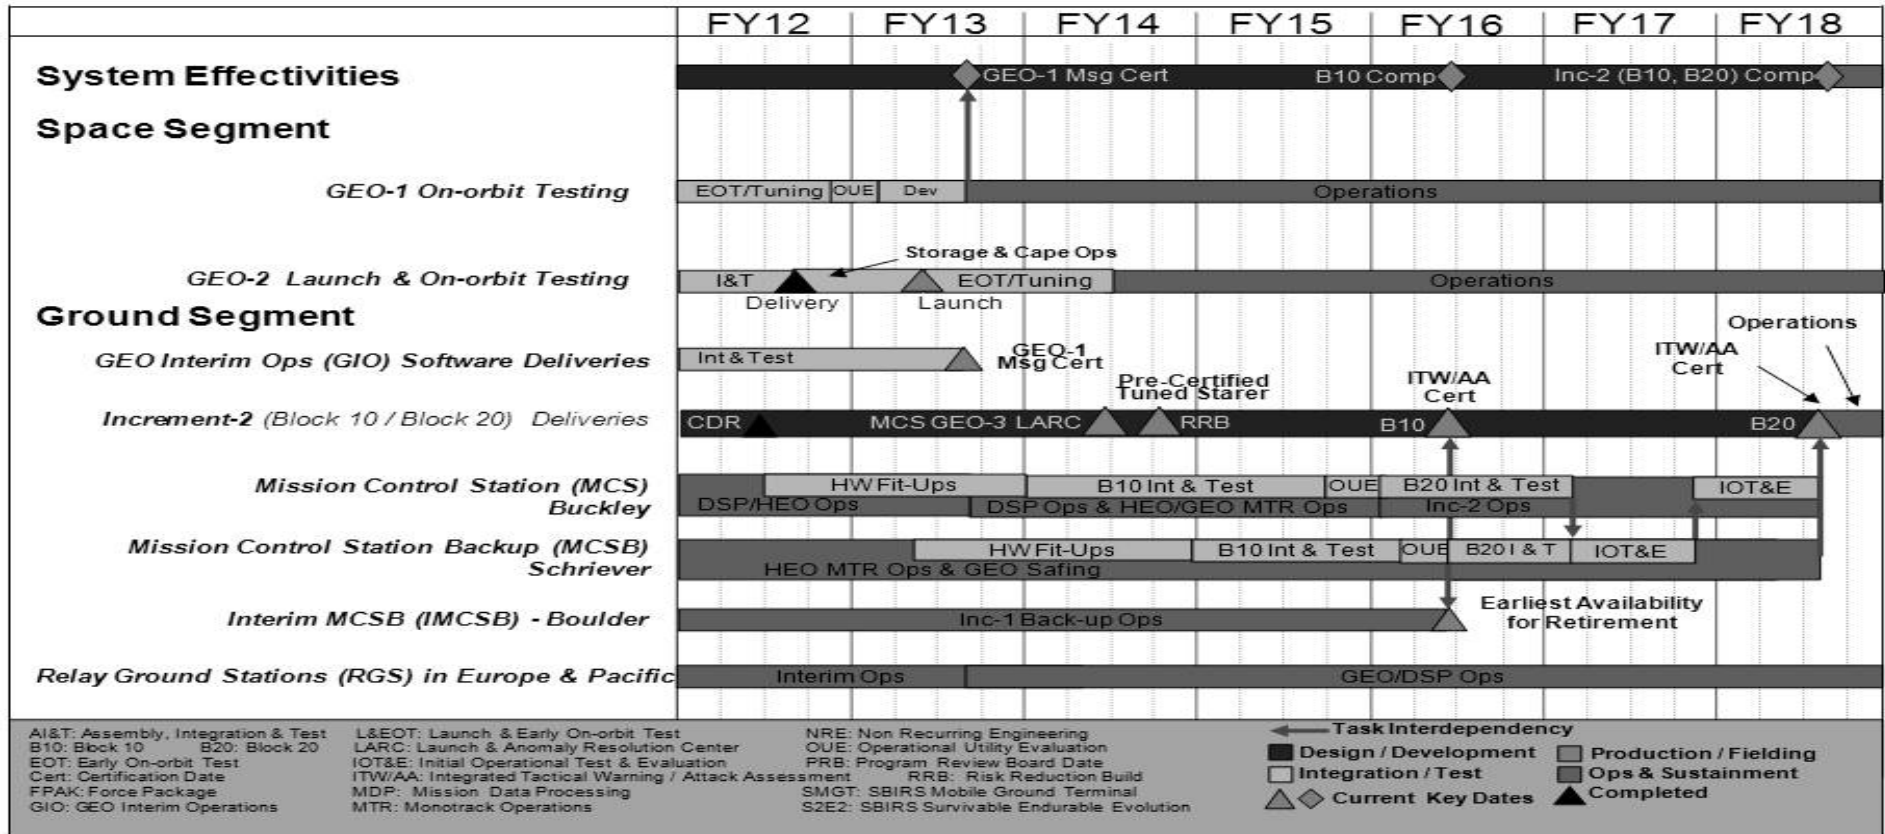 FY12 FY13 FY14 FY15 FY16 FY17 FY18
System Effectivities
GEO-1 Msg Cert B10 Comp Inc-2 (B10, B20) Comp
Space Segment
GEO-1 On-orbit Testing
EOT/Tuning OUE Dev Operations
Storage & Cape Ops
GEO-2 Launch & On-orbit Testing
I&T EOT/Tuning Operations
Delivery Launch
Ground Segment
Operations
GEO Interim Ops (GIO) Software Deliveries
Int & Test
GEO-1
Msg Cert
ITW/AA
Cert
Pre-Certified
Tuned Starer
ITW/AA
Cert
Increment-2 (Block 10 / Block 20) Deliveries
CDR MCS GEO-3 LARC RRB B10 B20
Mission Control Station (MCS)
Buckley
HW Fit-Ups B10 Int & Test OUE B20 Int & Test IOT&E
DSP/HEO Ops DSP Ops & HEO/GEO MTR Ops Inc-2 Ops
Mission Control Station Backup (MCSB)
Schriever
HW Fit-Ups B10 Int & Test OUE B20 I & T IOT&E
HEO MTR Ops & GEO Safing
Interim MCSB (IMCSB) - Boulder
Inc-1 Back-up Ops
Earliest Availability
for Retirement
Relay Ground Stations (RGS) in Europe & Pacific
Interim Ops GEO/DSP Ops
AI&T: Assembly, Integration & Test
B10: Block 10 B20: Block 20
EOT: Early On-orbit Test
Cert: Certification Date
FPAK: Force Package
GIO: GEO Interim Operations
L&EOT: Launch & Early On-orbit Test
LARC: Launch & Anomaly Resolution Center
IOT&E: Initial Operational Test & Evaluation
ITW/AA: Integrated Tactical Warning / Attack Assessment
MDP: Mission Data Processing
MTR: Monotrack Operations
NRE: Non Recurring Engineering
OUE: Operational Utility Evaluation
PRB: Program Review Board Date
RRB: Risk Reduction Build
SMGT: SBIRS Mobile Ground Terminal
S2E2: SBIRS Survivable Endurable Evolution
Task Interdependency
Design / Development
Production / Fielding
Integration / Test
Ops & Sustainment
Current Key Dates
Completed